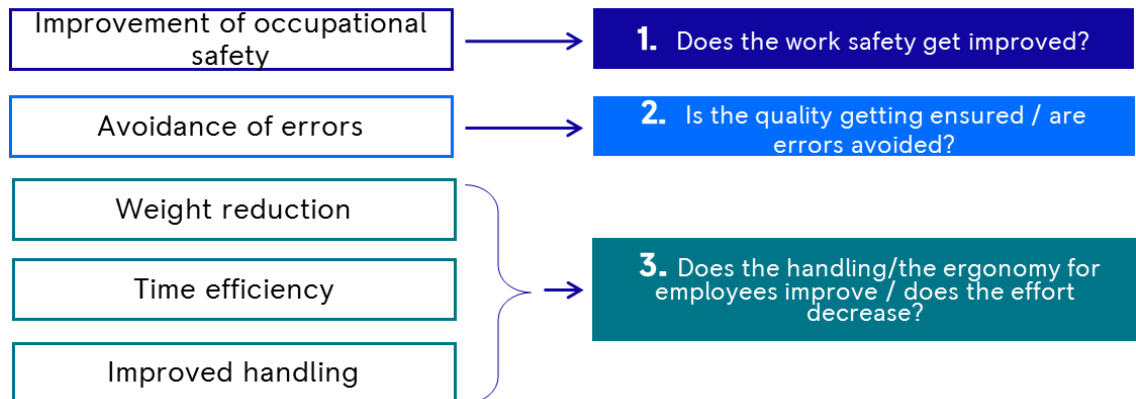 Improvement of occupational
safety
1. Does the work safety get improved?
Avoidance of errors
2. Is the quality getting ensured / are
errors avoided?
Weight reduction
Time efficiency
Improved handling
3. Does the handling/the ergonomy for
employees improve / does the effort
decrease?